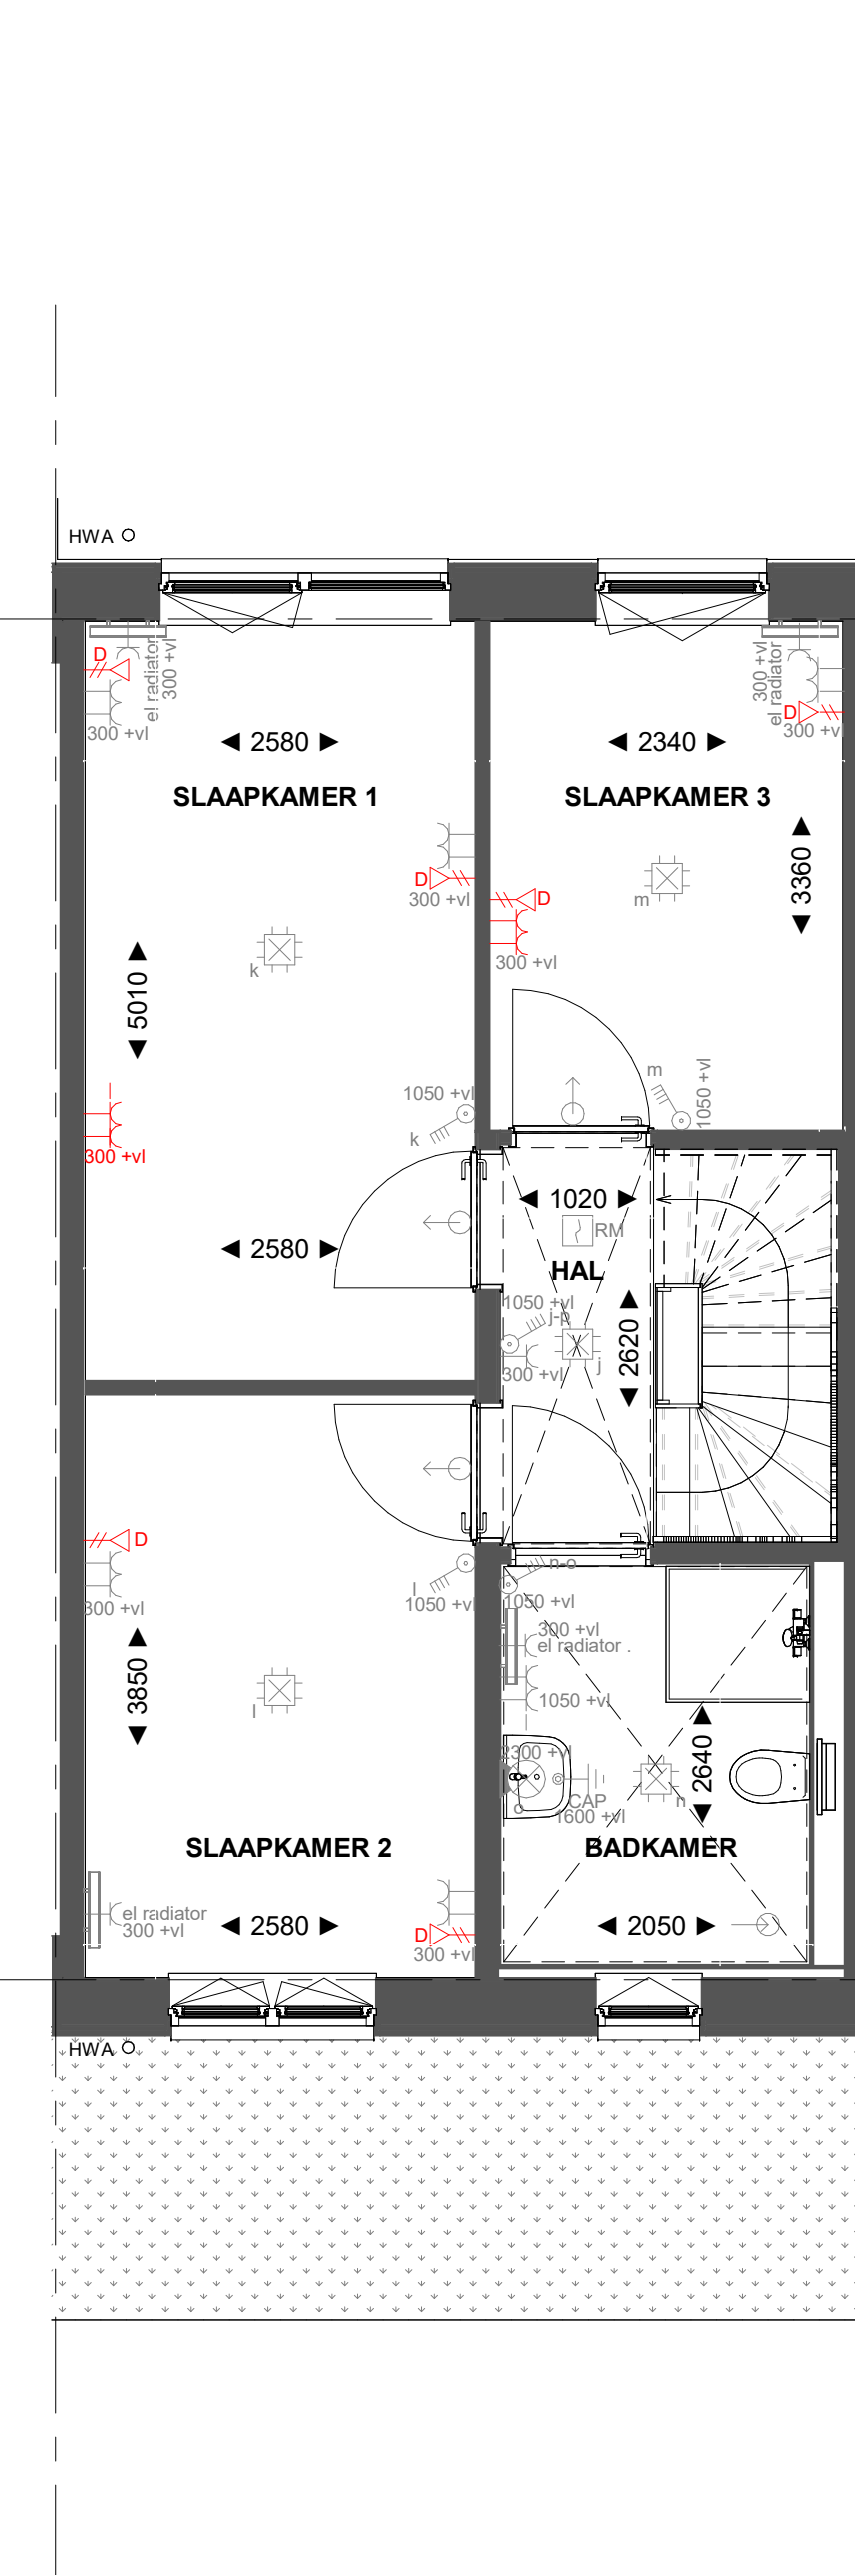 HWA
D
el radiator
300 +vl
300 +vl
300 +vl
el radiator
D
300 +vl
◄ 2580 ►
◄ 2340 ►
SLAAPKAMER 1
SLAAPKAMER 3
◄ 3360 ►
D
300 +vl
m
D
300 +vl
k
◄ 5010 ►
1050 +vl
k
m
1050 +vl
300 +vl
◄ 1020 ►
RM
◄ 2580 ►
HAL
1050 +vl
j-p
◄ 2620 ►
300 +vl
j
D
300 +vl
l
1050 +vl
n-o
1050 +vl
300 +vl
el radiator .
◄ 3850 ►
l
1050 +vl
2300 +vl
◄ 2640 ►
o
CAP
1600 +vl
n
SLAAPKAMER 2
BADKAMER
el radiator
300 +vl
◄ 2580 ►
D
300 +vl
◄ 2050 ►
HWA